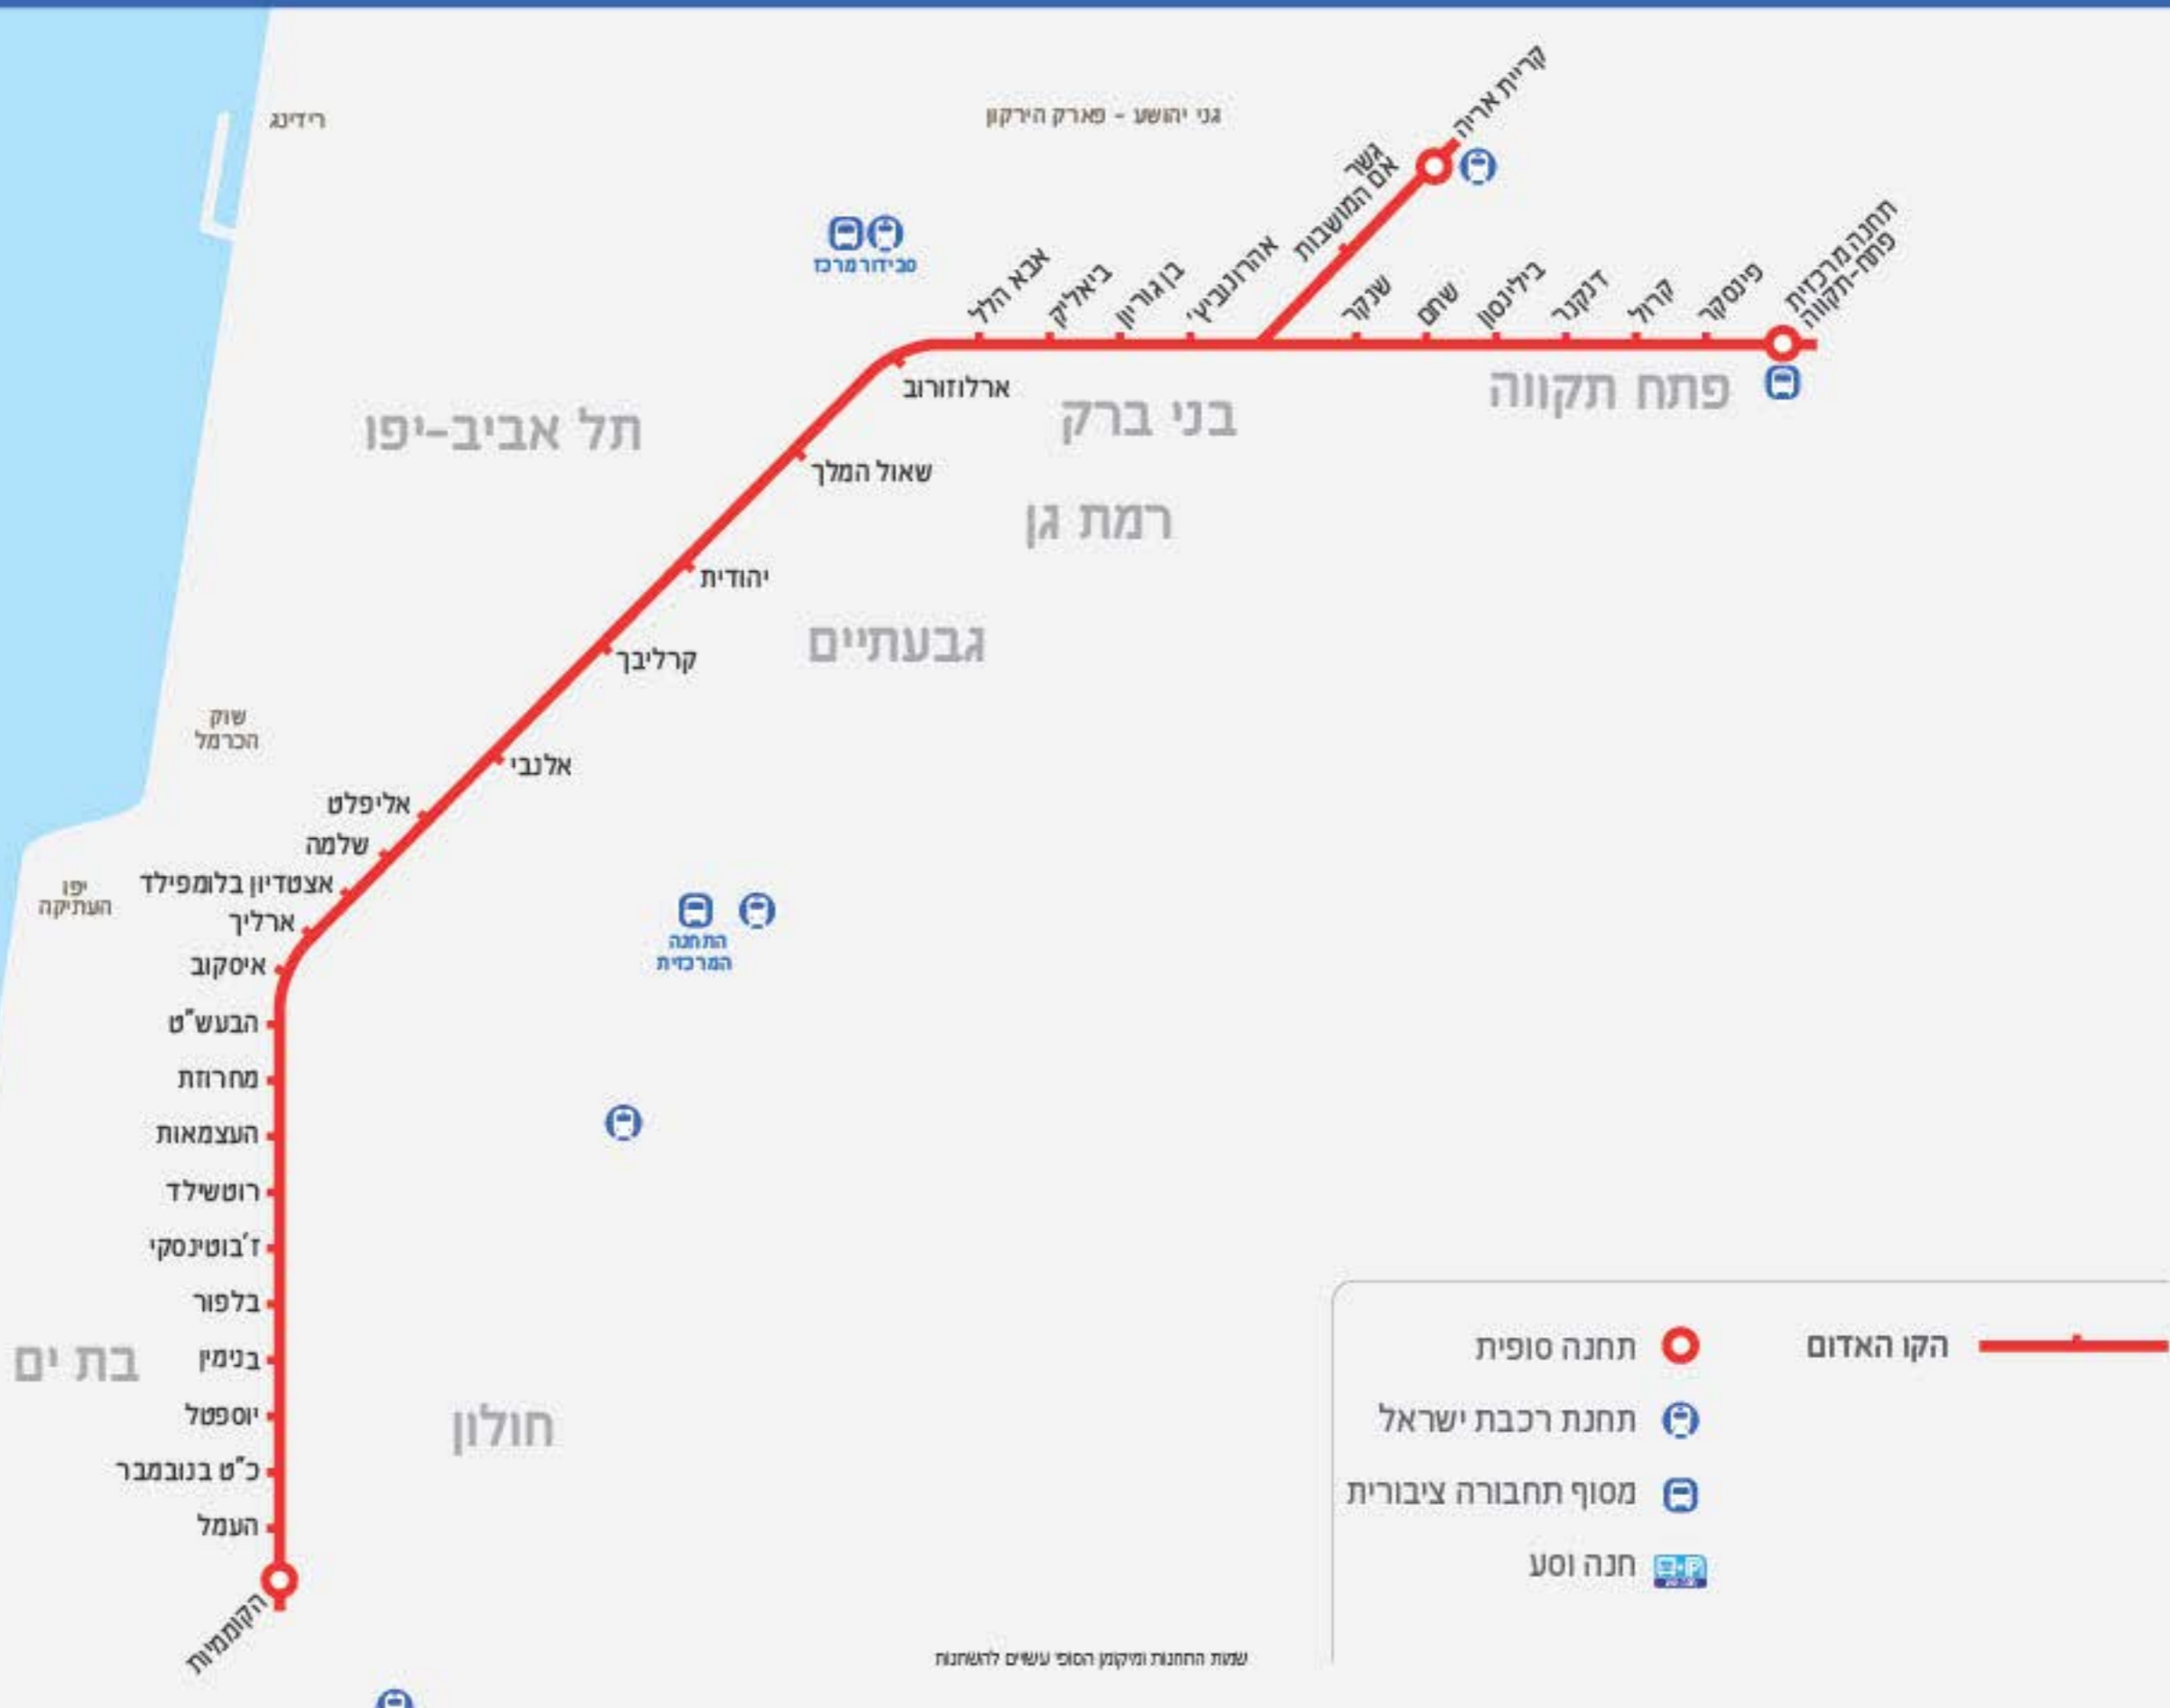 רידינג
גני יהושע - פארק הירקון
סבידור מרכז
קריית אריה
גשר
אם המושבות
תחנה מרכזית
פתח-תקווה
פינסקר
קרול
דנקנר
בילינסון
שחם
שנקר
אהרונוביץ'
בן גוריון
ביאליק
אבא הלל
ארלוזורוב
שאול המלך
יהודית
קרליבך
אלנבי
אליפלט
שלמה
אצטדיון בלומפילד
ארליך
איסקוב
הבעש"ט
מחרוזת
העצמאות
רוטשילד
ז'בוטינסקי
בלפור
בנימין
יוספטל
כ"ט בנובמבר
העמל
הקוממיות
פתח תקווה
בני ברק
תל אביב-יפו
רמת גן
גבעתיים
שוק
הכרמל
יפו
העתיקה
התחנה
המרכזית
בת ים
חולון
הקו האדום
תחנה סופית
תחנת רכבת ישראל
מסוף תחבורה ציבורית
חנה וסע
שמות התחנות ומיקומן הסופי עשויים להשתנות